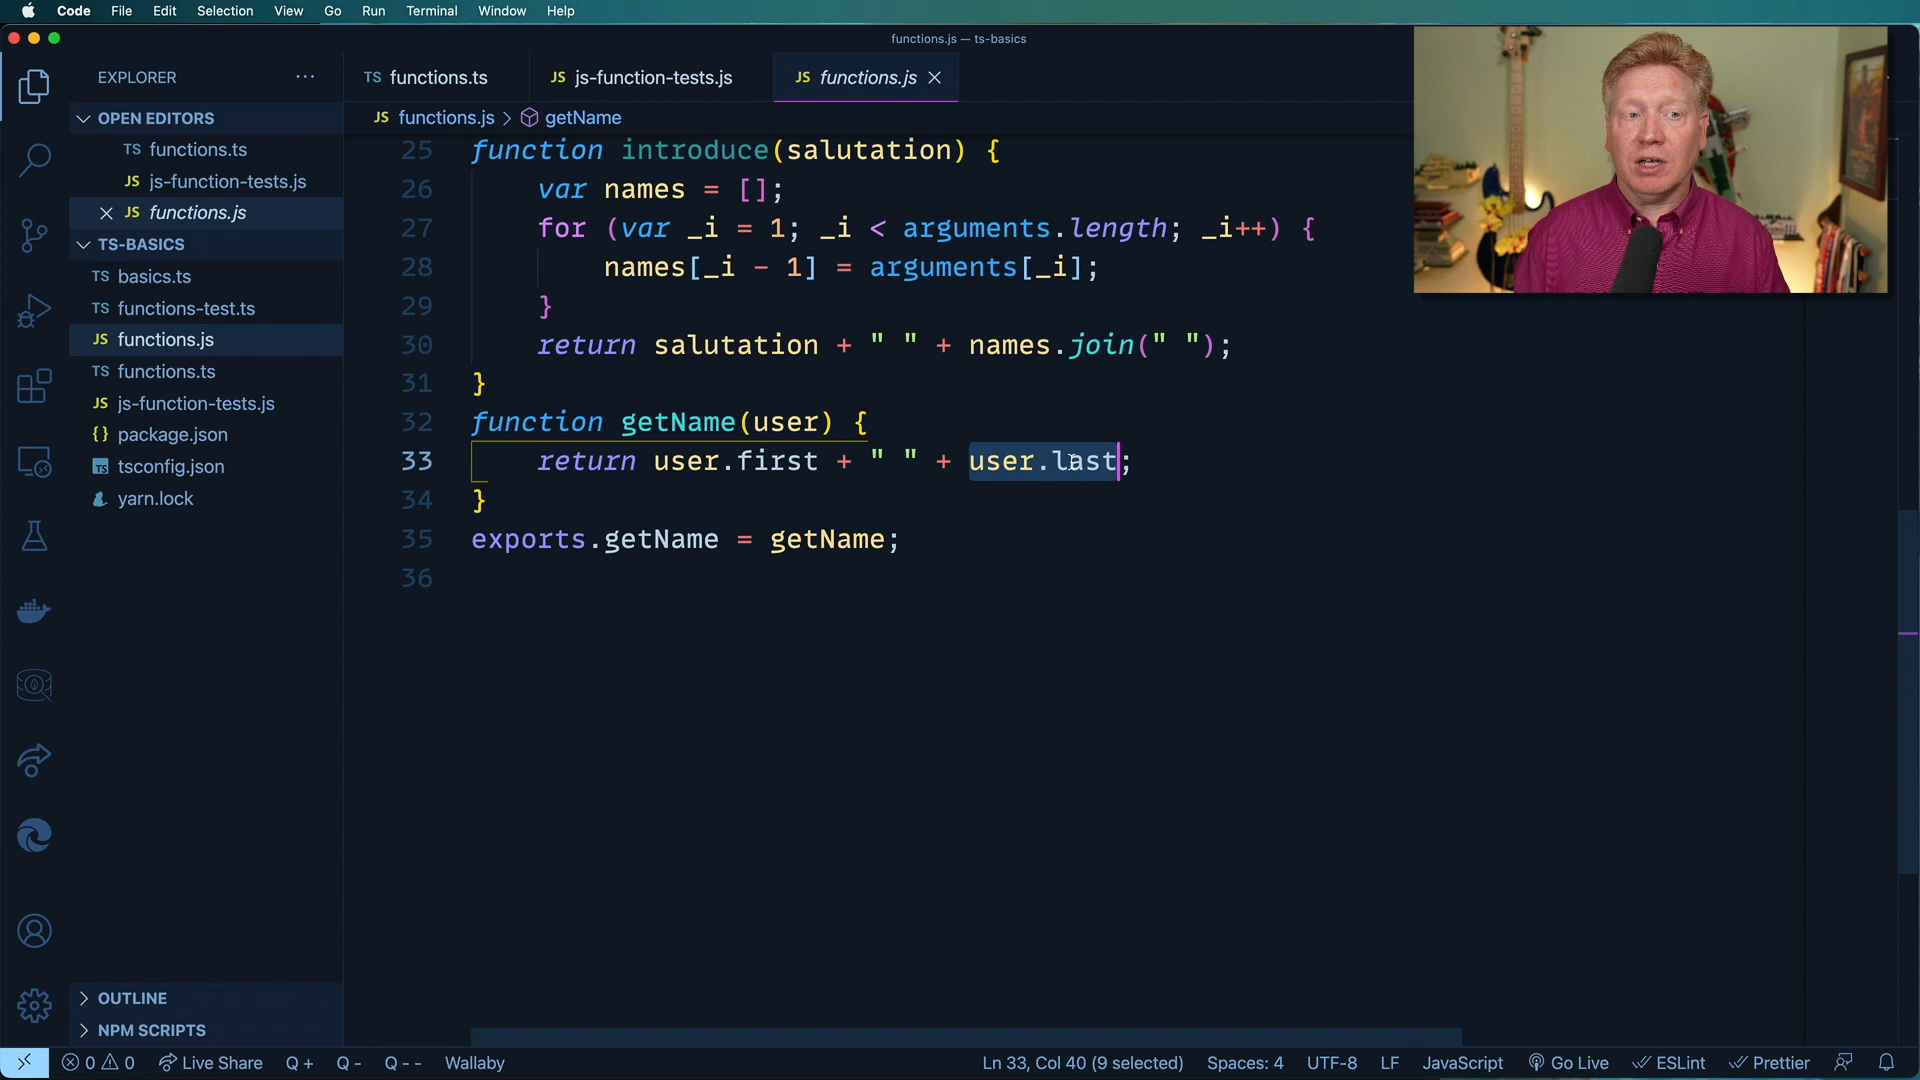 Code File Edit Selection View Go Run Terminal Window Help
functions.js — ts-basics
EXPLORER
OPEN EDITORS
TS functions.ts
JS js-function-tests.js
JS functions.js
TS-BASICS
TS basics.ts
TS functions-test.ts
JS functions.js
TS functions.ts
JS js-function-tests.js
{} package.json
TS tsconfig.json
yarn.lock
OUTLINE
NPM SCRIPTS
TS functions.ts JS js-function-tests.js JS functions.js
JS functions.js > getName
25 function introduce(salutation) {
26 var names = [];
27 for (var _i = 1; _i < arguments.length; _i++) {
28 names[_i - 1] = arguments[_i];
29 }
30 return salutation + " " + names.join(" ");
31 }
32 function getName(user) {
33 return user.first + " " + user.last;
34 }
35 exports.getName = getName;
36
0 0 Live Share Q+ Q- Q-- Wallaby Ln 33, Col 40 (9 selected) Spaces: 4 UTF-8 LF JavaScript Go Live ESLint Prettier